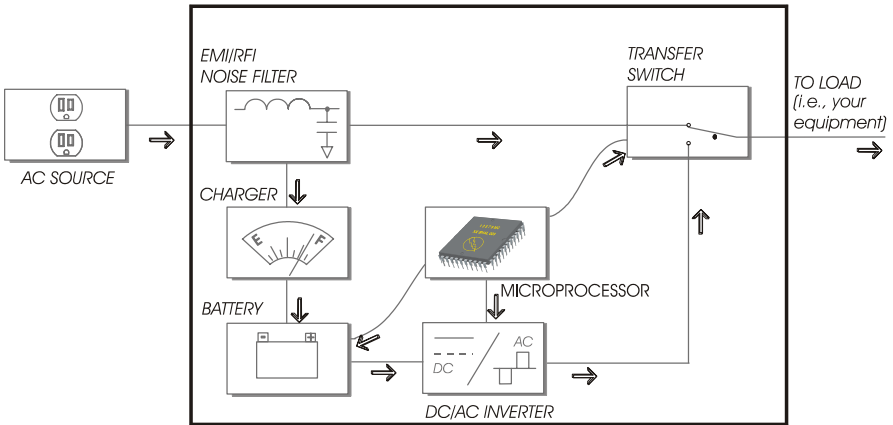 EMI/RFI
NOISE FILTER
TRANSFER
SWITCH
TO LOAD
(i.e., your
equipment)
AC SOURCE
CHARGER
E F
MICROPROCESSOR
BATTERY
- +
DC
AC
DC/AC INVERTER